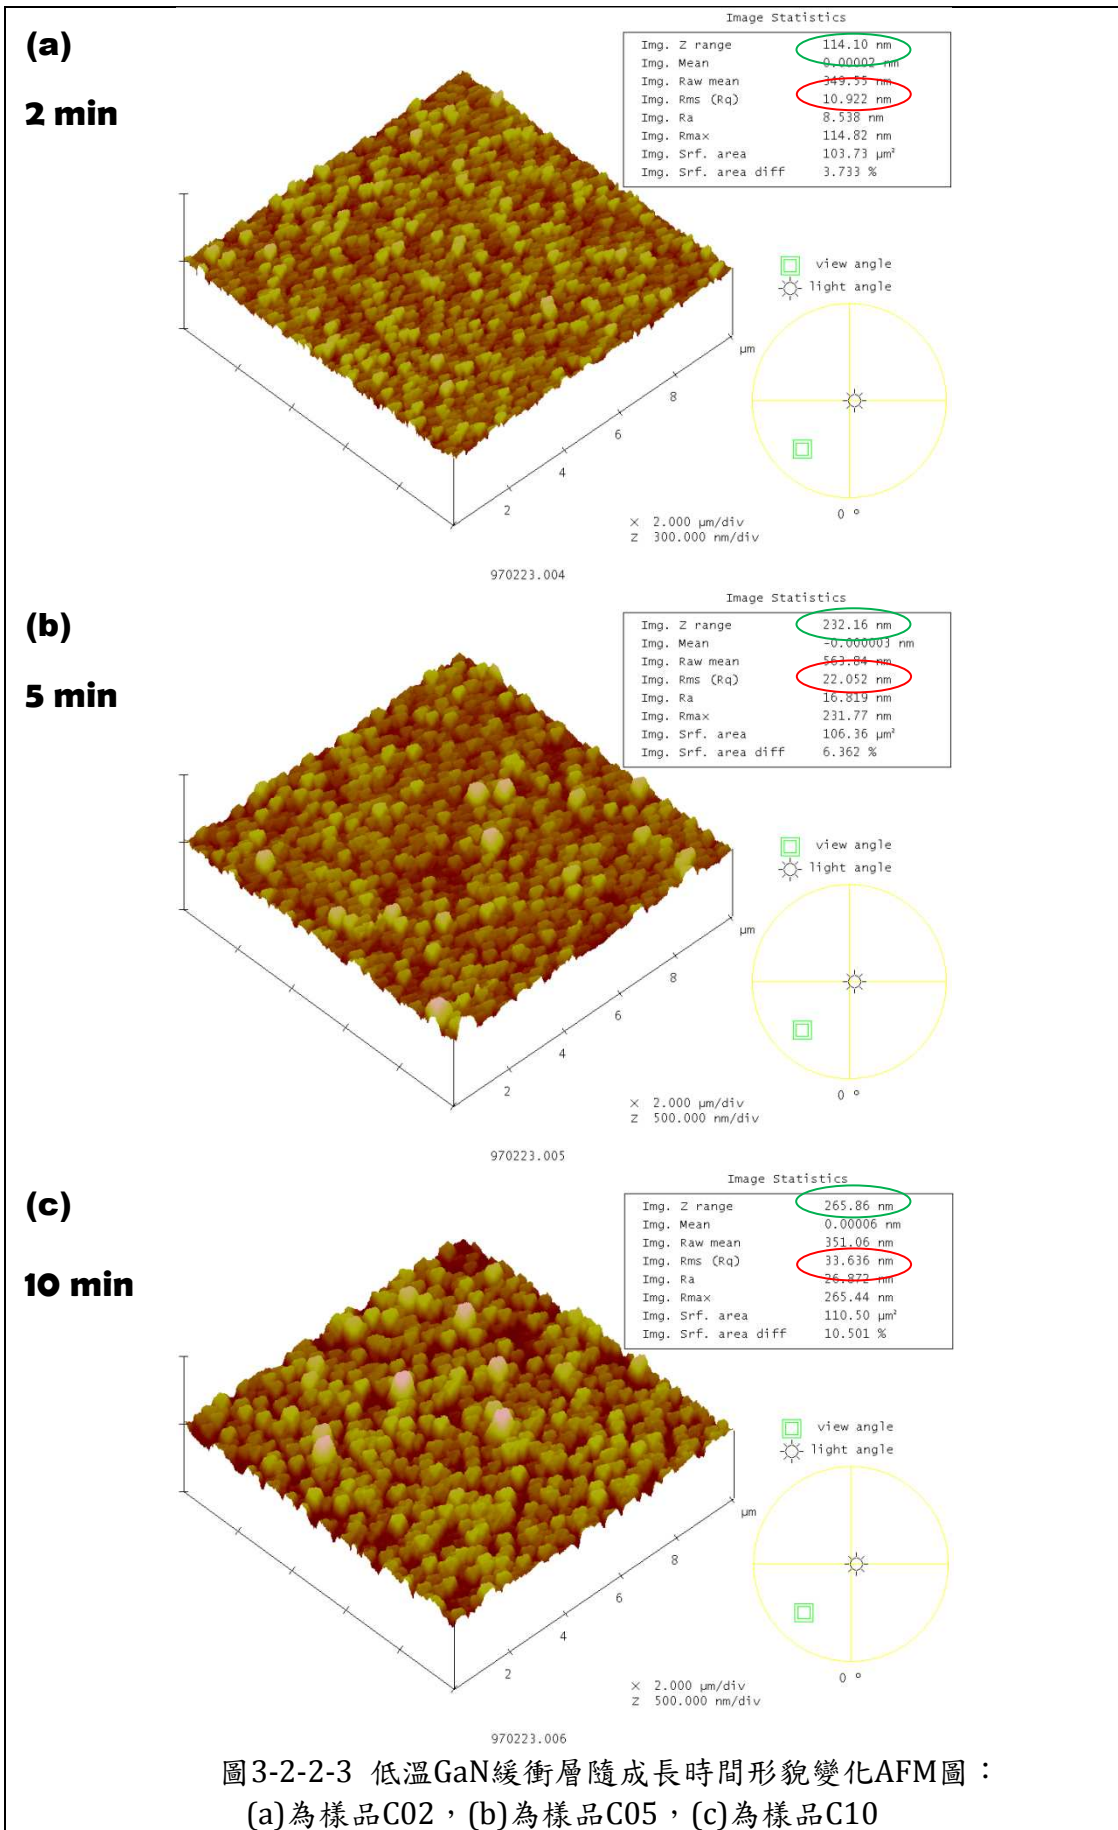 (a)
2 min
Image Statistics
Img. Z range 114.10 nm
Img. Mean 0.00002 nm
Img. Raw mean 349.55 nm
Img. Rms (Rq) 10.922 nm
Img. Ra 8.538 nm
Img. Rmax 114.82 nm
Img. Srf. area 103.73 μm²
Img. Srf. area diff 3.733 %
view angle
light angle
μm
8
6
4
2
0 º
X 2.000 μm/div
Z 300.000 nm/div
970223.004
(b)
5 min
Image Statistics
Img. Z range 232.16 nm
Img. Mean -0.000003 nm
Img. Raw mean 563.84 nm
Img. Rms (Rq) 22.052 nm
Img. Ra 16.819 nm
Img. Rmax 231.77 nm
Img. Srf. area 106.36 μm²
Img. Srf. area diff 6.362 %
view angle
light angle
μm
8
6
4
2
0 º
X 2.000 μm/div
Z 500.000 nm/div
970223.005
(c)
10 min
Image Statistics
Img. Z range 265.86 nm
Img. Mean 0.00006 nm
Img. Raw mean 351.06 nm
Img. Rms (Rq) 33.636 nm
Img. Ra 26.872 nm
Img. Rmax 265.44 nm
Img. Srf. area 110.50 μm²
Img. Srf. area diff 10.501 %
view angle
light angle
μm
8
6
4
2
0 º
X 2.000 μm/div
Z 500.000 nm/div
970223.006
圖3-2-2-3 低溫GaN緩衝層隨成長時間形貌變化AFM圖：
(a)為樣品C02，(b)為樣品C05，(c)為樣品C10